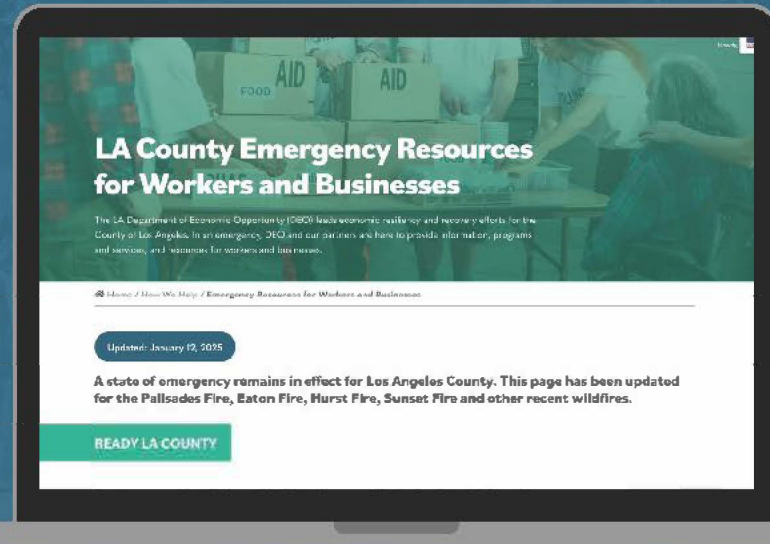 AID
FOOD
AID
LA County Emergency Resources
for Workers and Businesses
The LA Department of Economic Opportunity (DEO) leads economic resiliency and recovery efforts for the
County of Los Angeles. In an emergency, DEO and our partners are here to provide information, programs
and services, and resources for workers and businesses.
Home / How We Help / Emergency Resources for Workers and Businesses
Updated: January 12, 2025
A state of emergency remains in effect for Los Angeles County. This page has been updated
for the Palisades Fire, Eaton Fire, Hurst Fire, Sunset Fire and other recent wildfires.
READY LA COUNTY